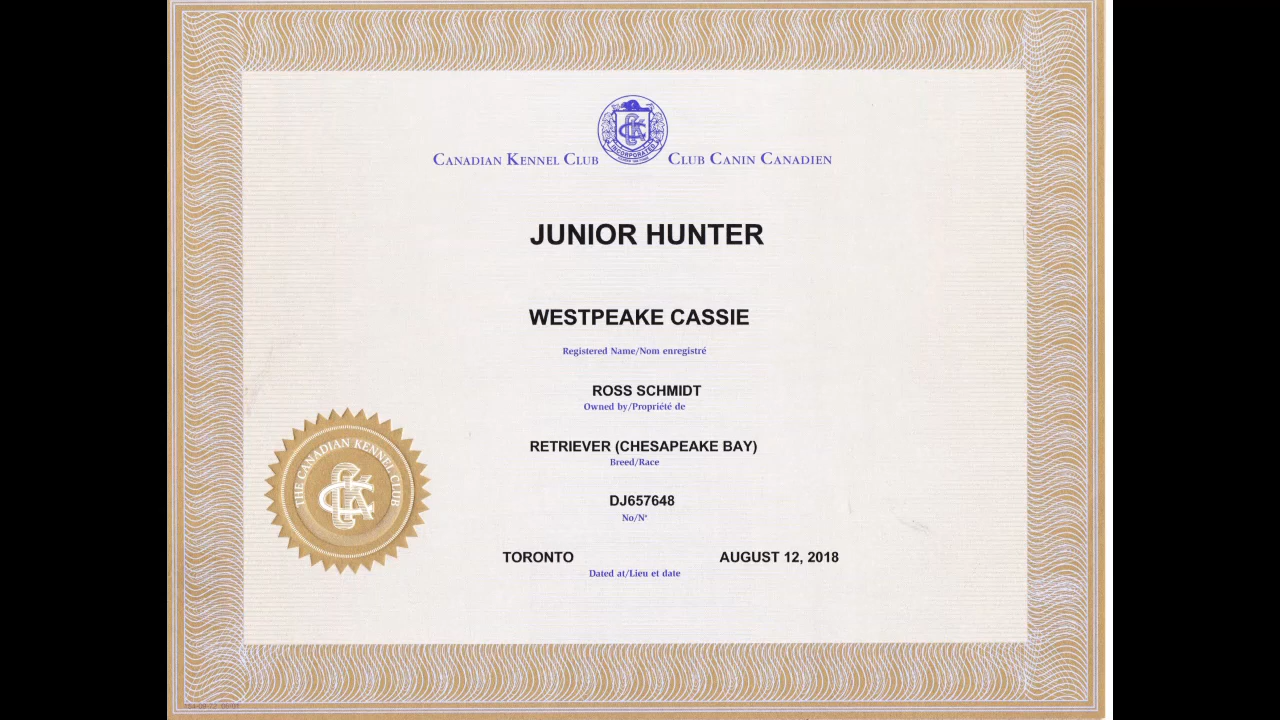 CANADIAN KENNEL CLUB CLUB CANIN CANADIEN
INCORPORATED
JUNIOR HUNTER
WESTPEAKE CASSIE
Registered Name/Nom enregistré
ROSS SCHMIDT
Owned by/Propriété de
RETRIEVER (CHESAPEAKE BAY)
Breed/Race
THE CANADIAN KENNEL CLUB
CKC
DJ657648
No/Nº
TORONTO AUGUST 12, 2018
Dated at/Lieu et date